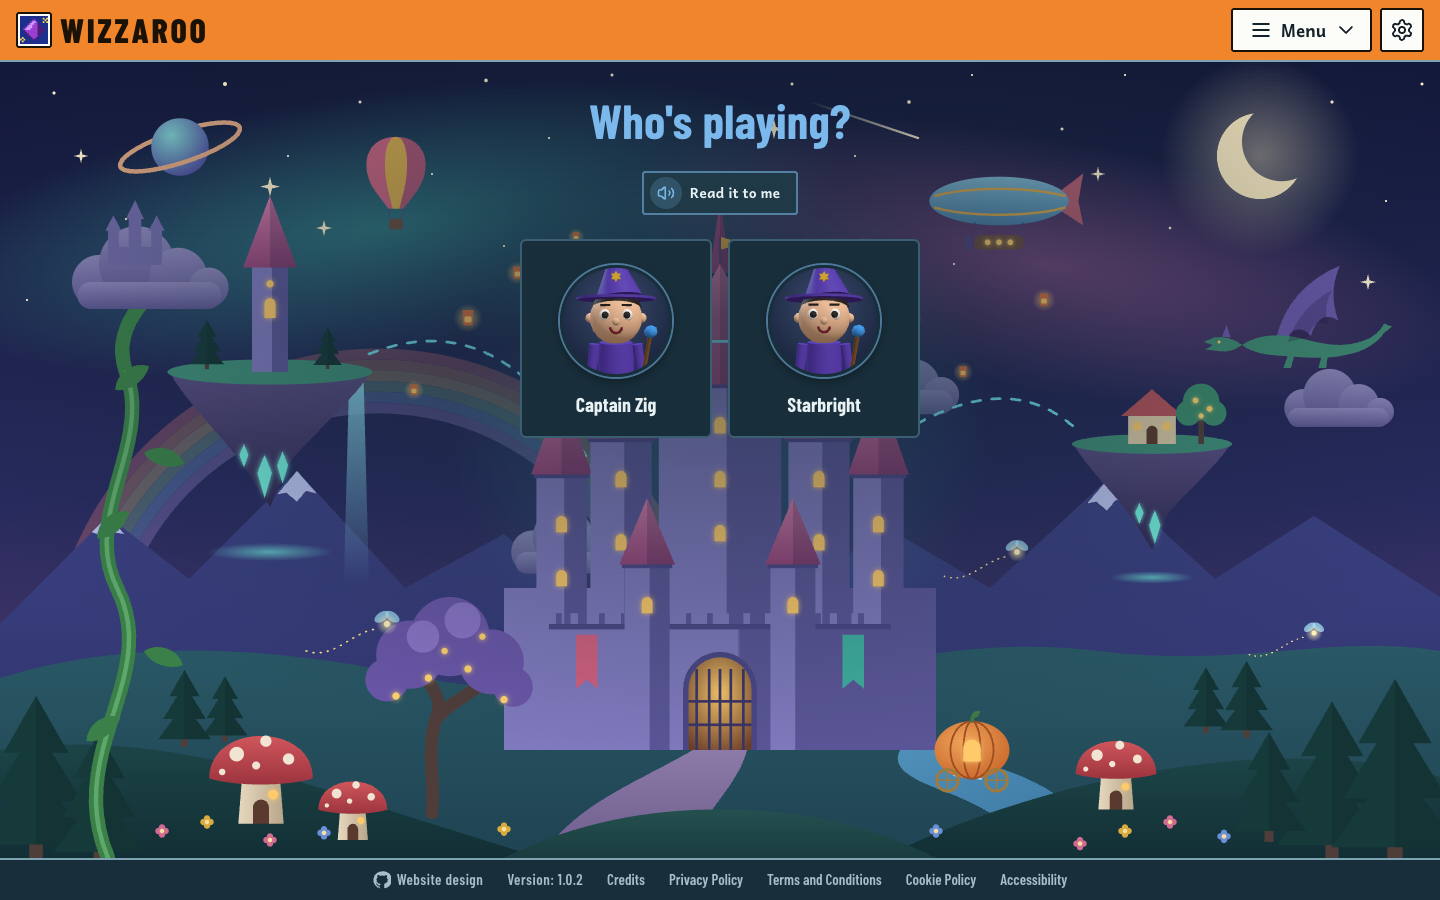 WIZZAROO
Menu
Who's playing?
Read it to me
Captain Zig
Starbright
Website design
Version: 1.0.2
Credits
Privacy Policy
Terms and Conditions
Cookie Policy
Accessibility